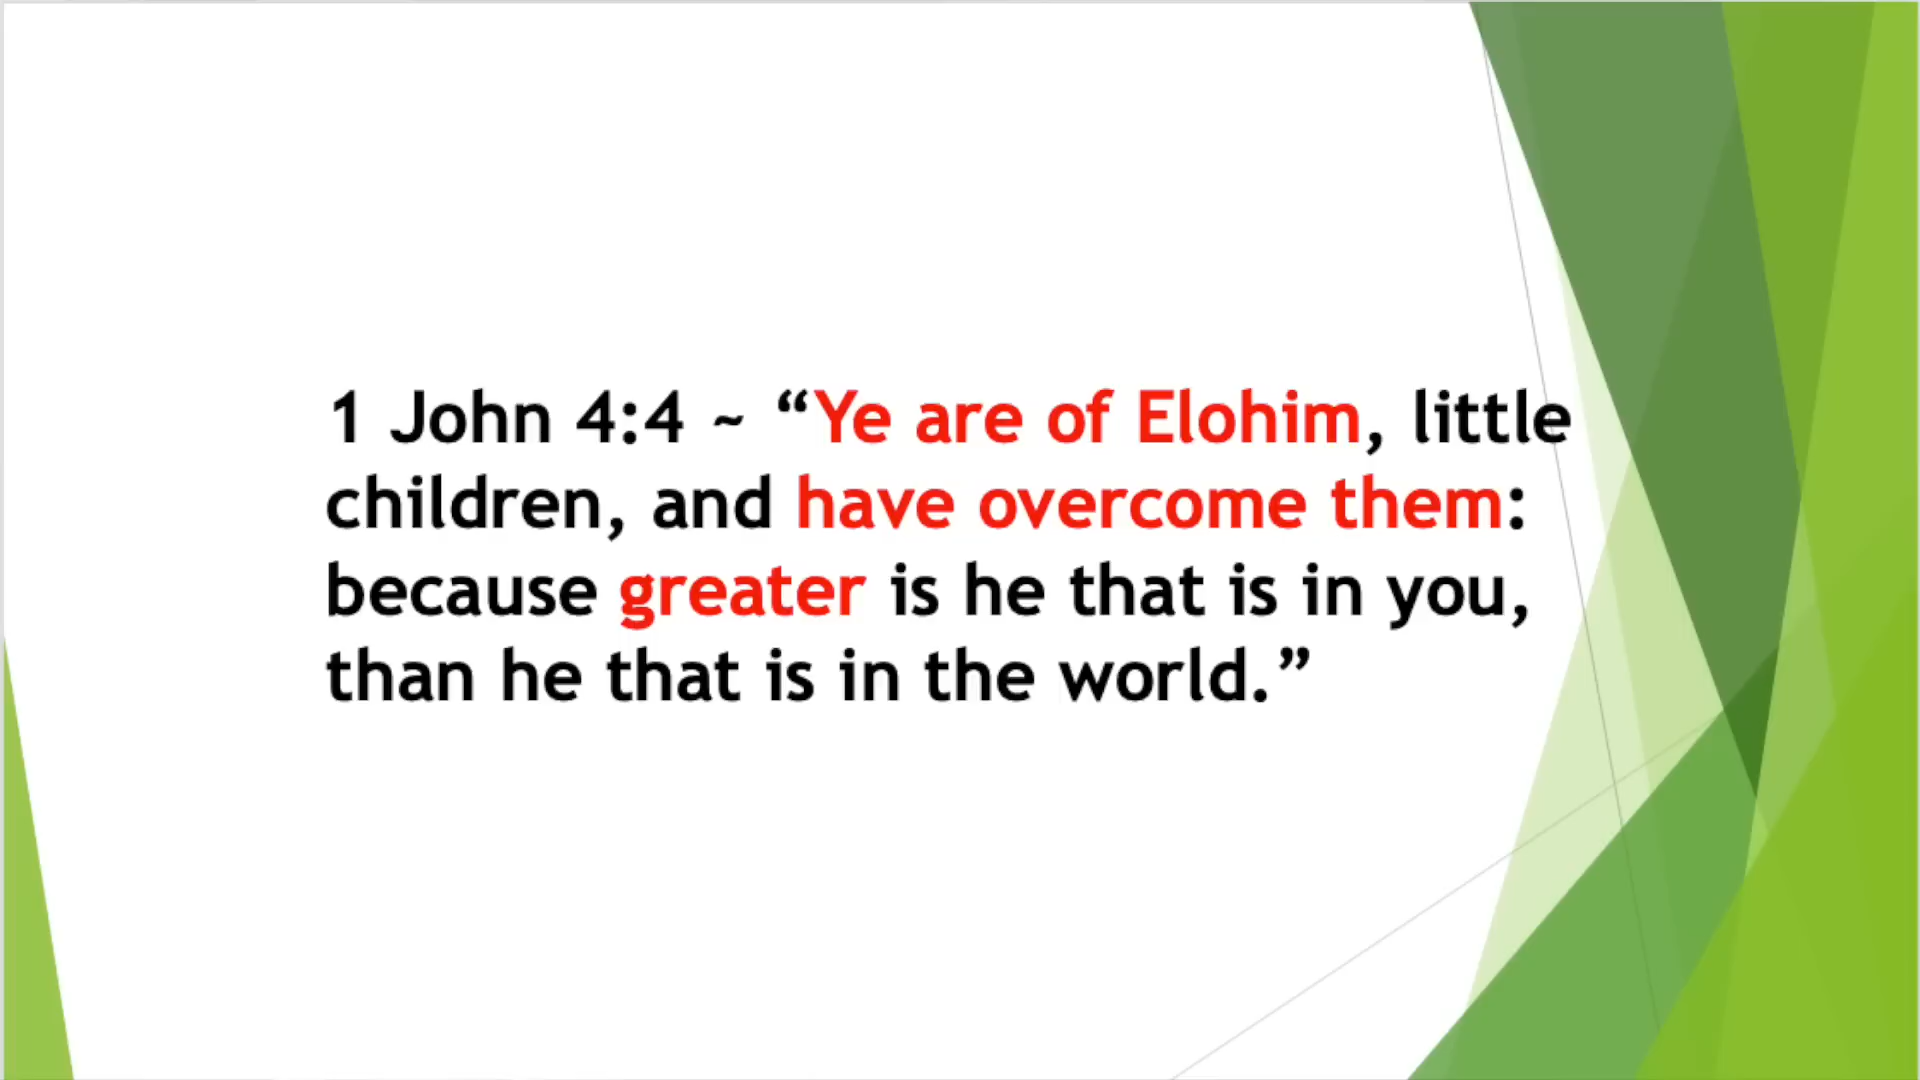 1 John 4:4 ~ “Ye are of Elohim, little
children, and have overcome them:
because greater is he that is in you,
than he that is in the world.”